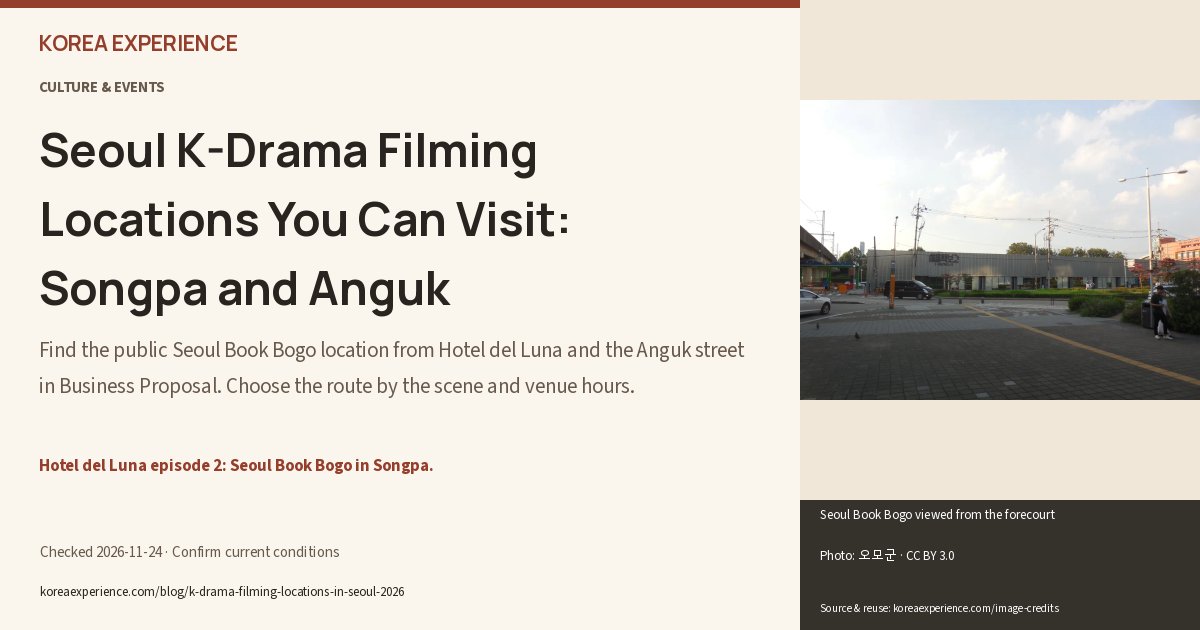 KOREA EXPERIENCE
CULTURE & EVENTS
Seoul K-Drama Filming
Locations You Can Visit:
Songpa and Anguk
Find the public Seoul Book Bogo location from Hotel del Luna and the Anguk street
in Business Proposal. Choose the route by the scene and venue hours.
Hotel del Luna episode 2: Seoul Book Bogo in Songpa.
Checked 2026-11-24 · Confirm current conditions
koreaexperience.com/blog/k-drama-filming-locations-in-seoul-2026
Seoul Book Bogo viewed from the forecourt
Photo: 오모군 · CC BY 3.0
Source & reuse: koreaexperience.com/image-credits